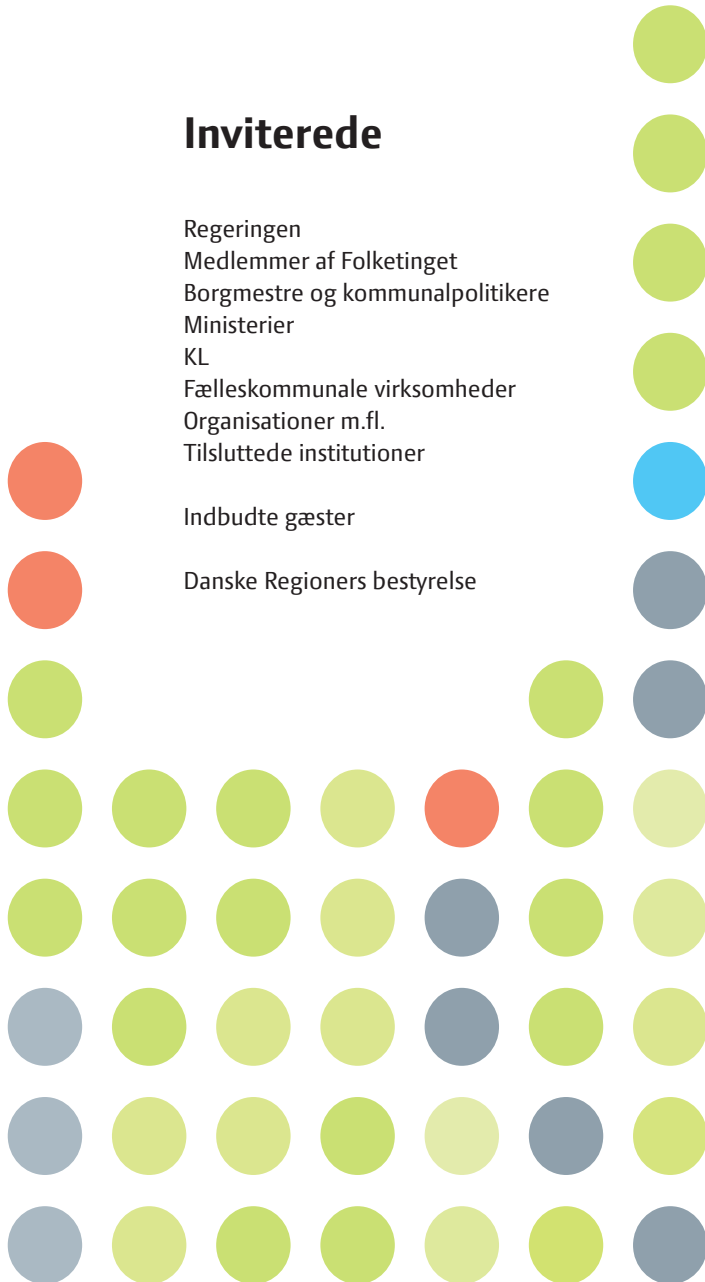 Inviterede
Regeringen
Medlemmer af Folketinget
Borgmestre og kommunalpolitikere
Ministerier
KL
Fælleskommunale virksomheder
Organisationer m.fl.
Tilsluttede institutioner
Indbudte gæster
Danske Regioners bestyrelse